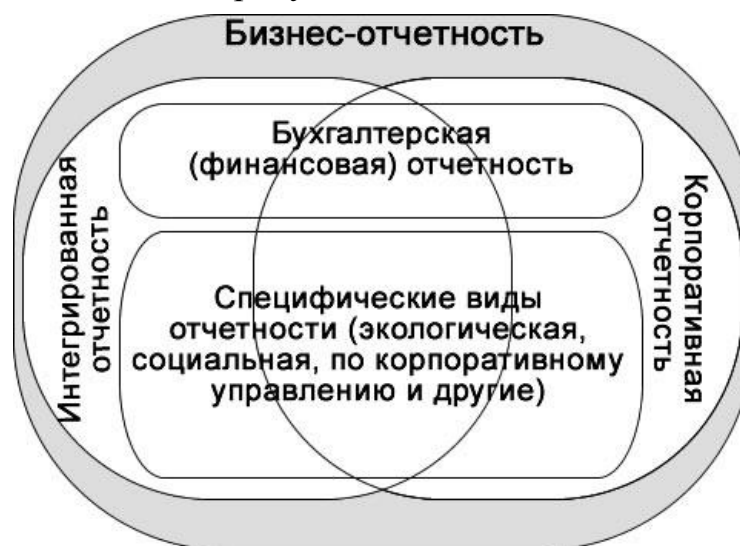 Бизнес-отчетность
Бухгалтерская
(финансовая) отчетность
Интегрированная
отчетность
Специфические виды
отчетности (экологическая,
социальная, по корпоративному
управлению и другие)
Корпоративная
отчетность